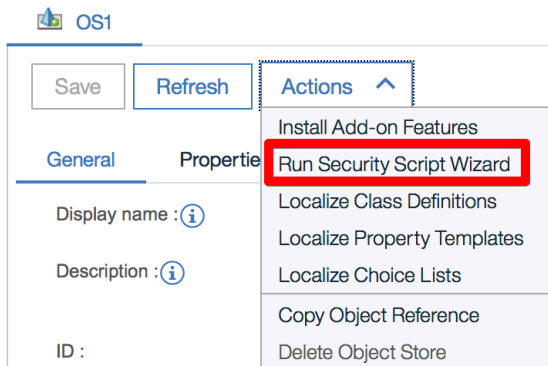 OS1
Save
Refresh
Actions
Install Add-on Features
General
Propertie
Run Security Script Wizard
Localize Class Definitions
Display name :
Localize Property Templates
Description :
Localize Choice Lists
Copy Object Reference
ID :
Delete Object Store